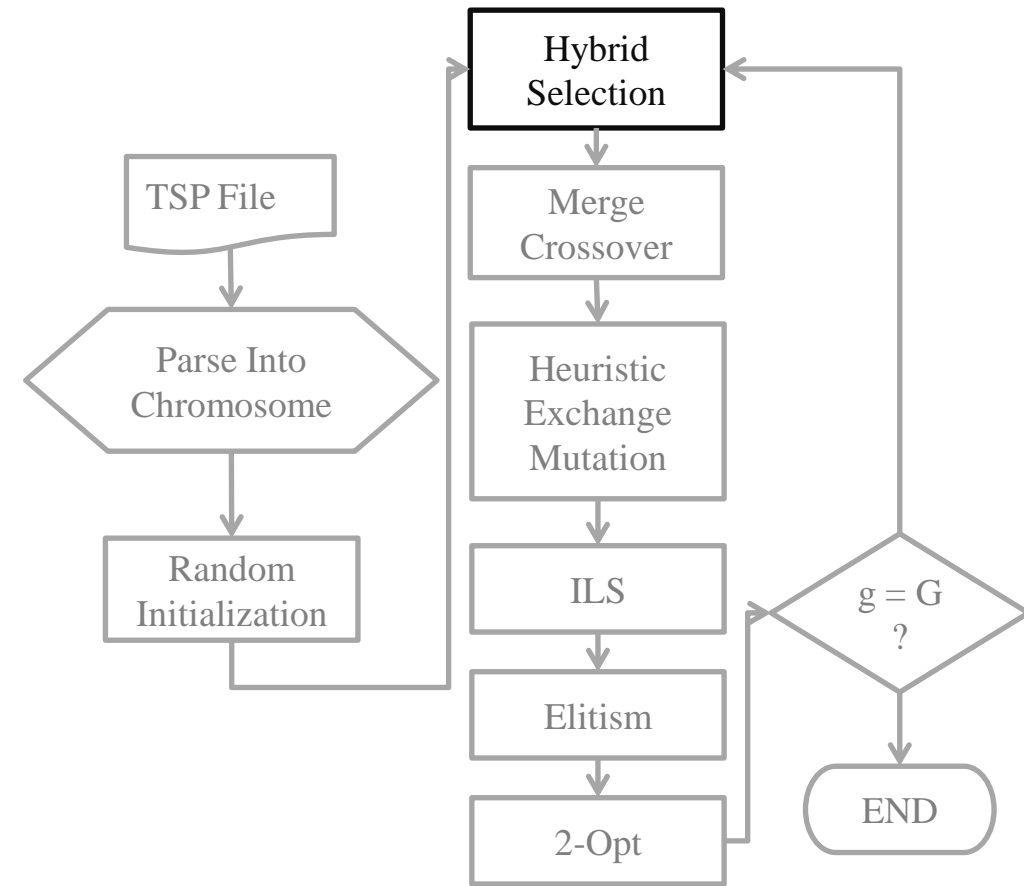 TSP File
Parse Into
Chromosome
Random
Initialization
Hybrid
Selection
Merge
Crossover
Heuristic
Exchange
Mutation
ILS
Elitism
2-Opt
g = G
?
END